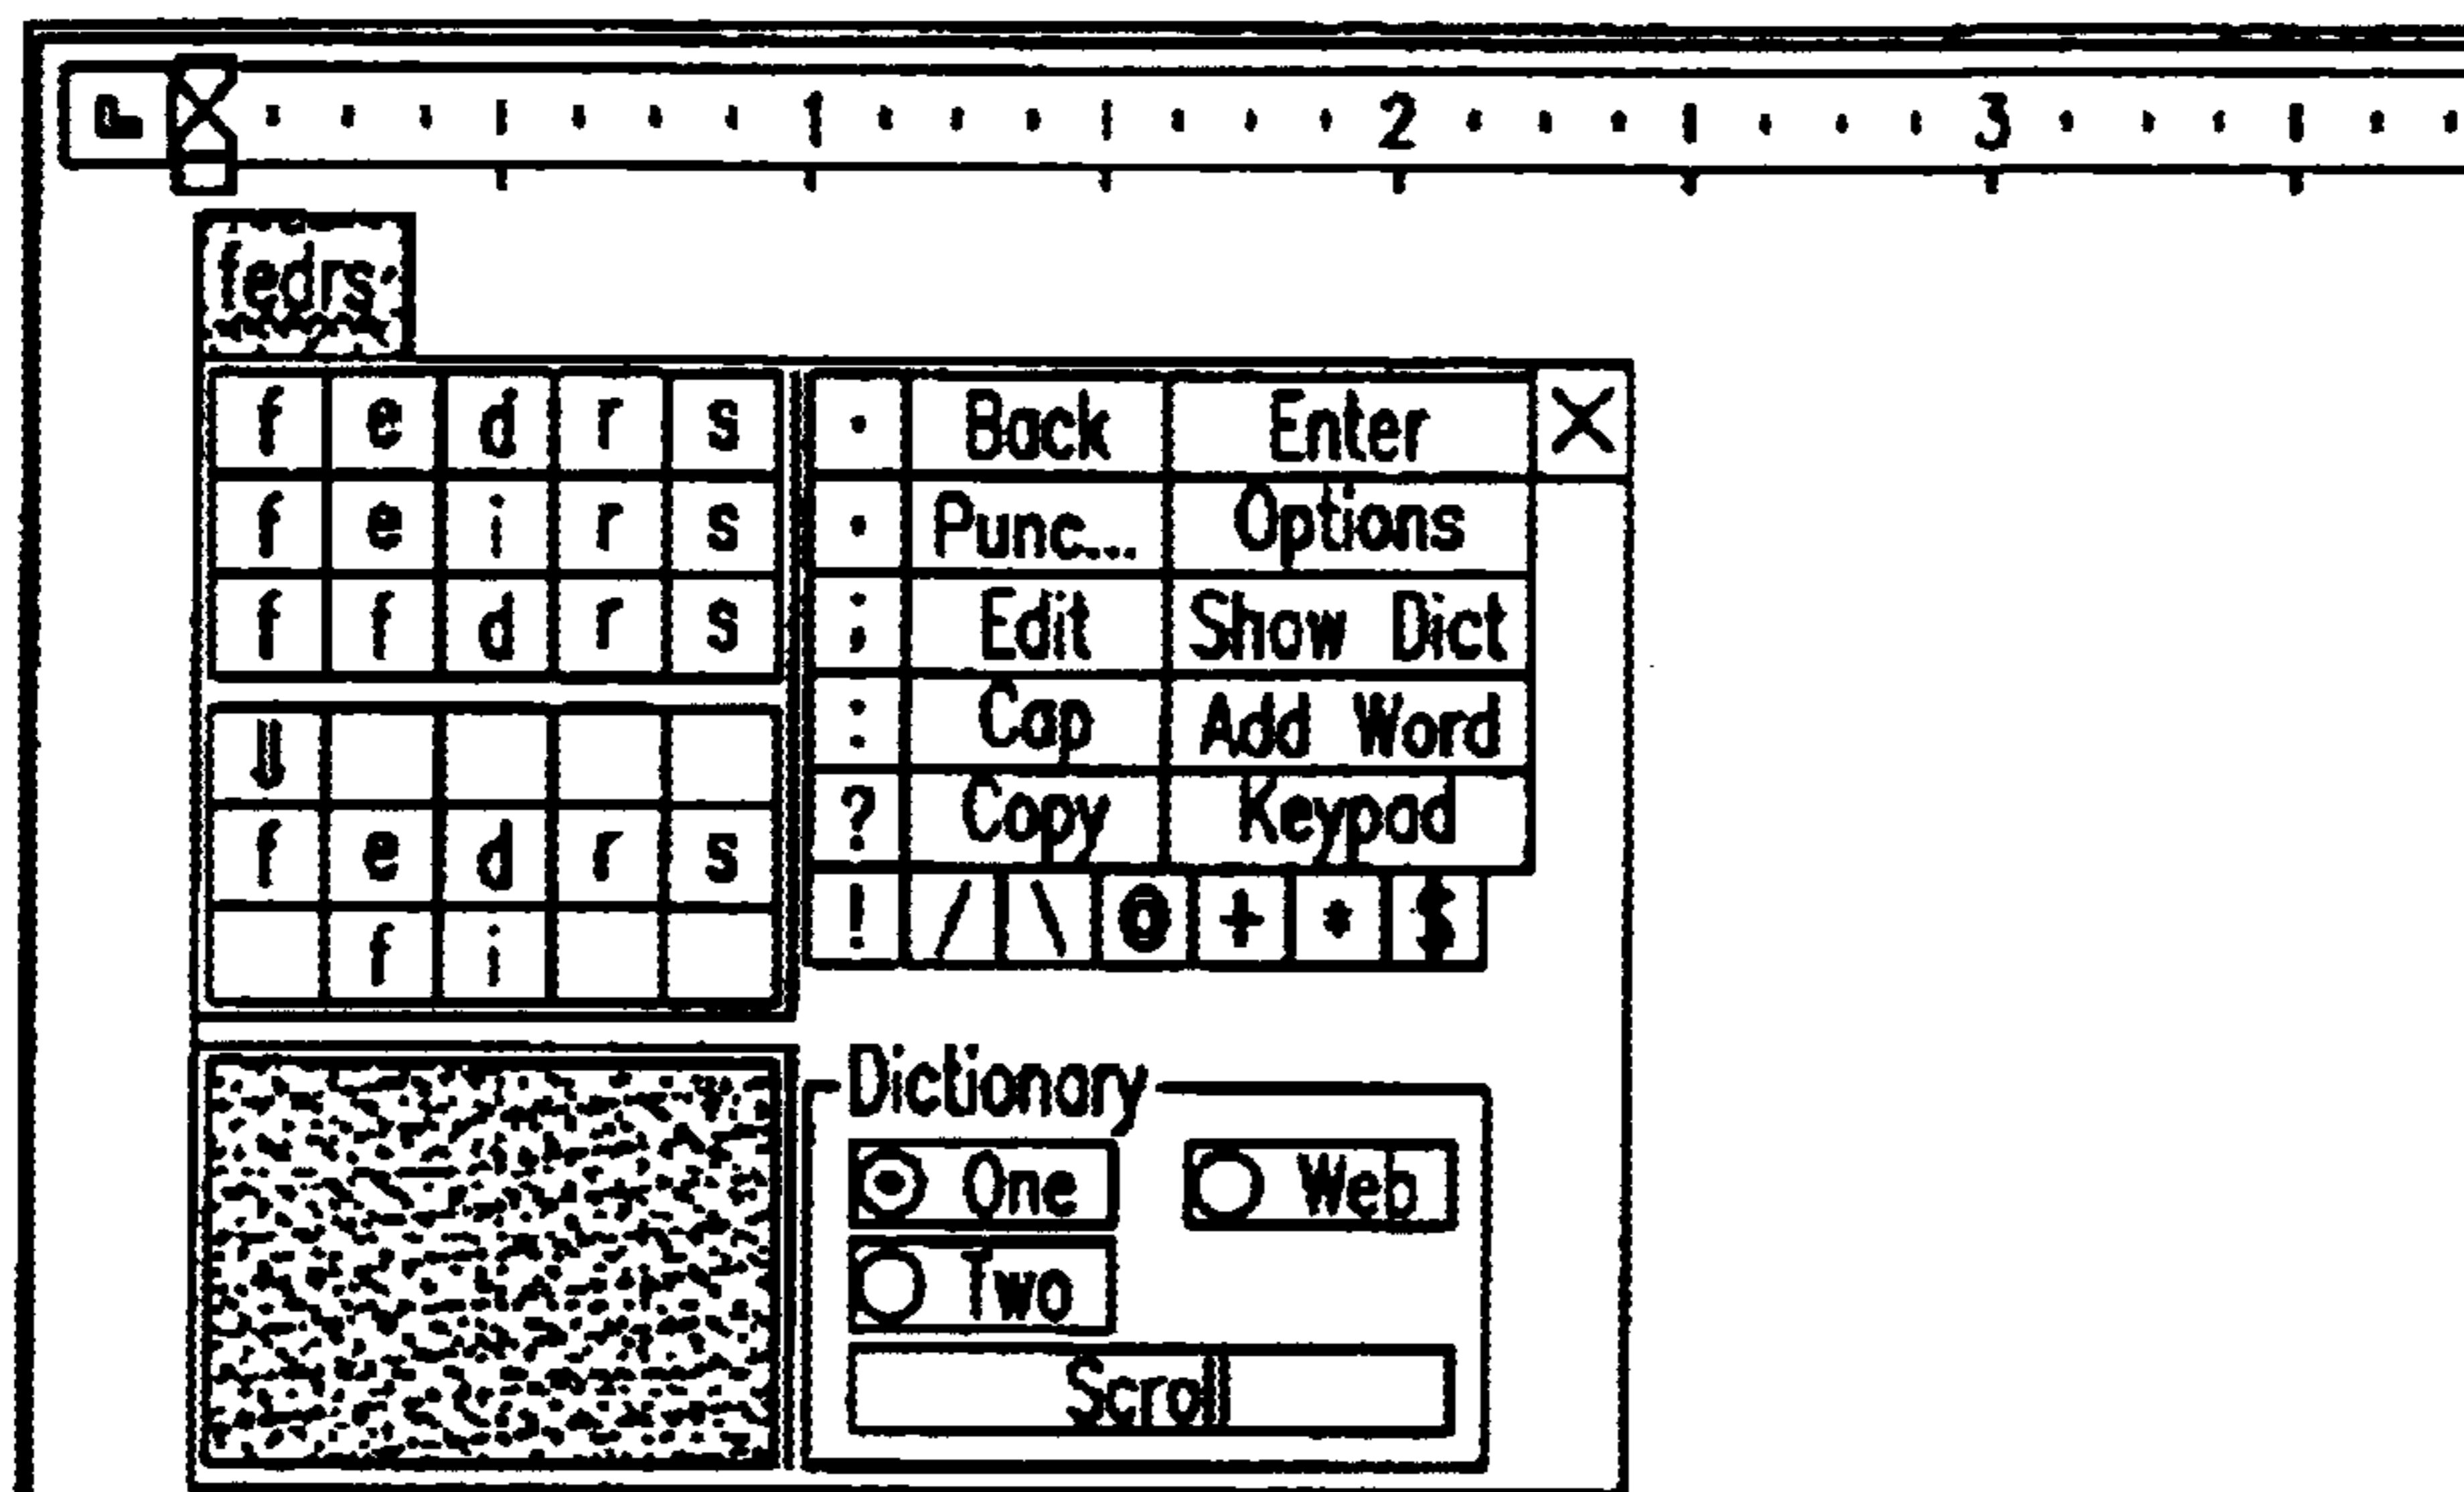 1 2 3
fedrs
f e d r s . Back Enter X
f e i r s . Punc... Options
f f d r s ; Edit Show Dict
⇓ : Cap Add Word
f e d r s ? Copy Keypad
f i ! / \ @ + * $
Dictionary
One Web
Two
Scroll